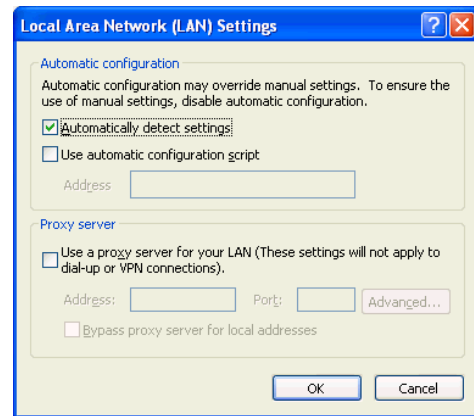 Local Area Network (LAN) Settings
Automatic configuration
Automatic configuration may override manual settings. To ensure the
use of manual settings, disable automatic configuration.
Automatically detect settings
Use automatic configuration script
Address
Proxy server
Use a proxy server for your LAN (These settings will not apply to
dial-up or VPN connections).
Address: Port: Advanced...
Bypass proxy server for local addresses
OK Cancel